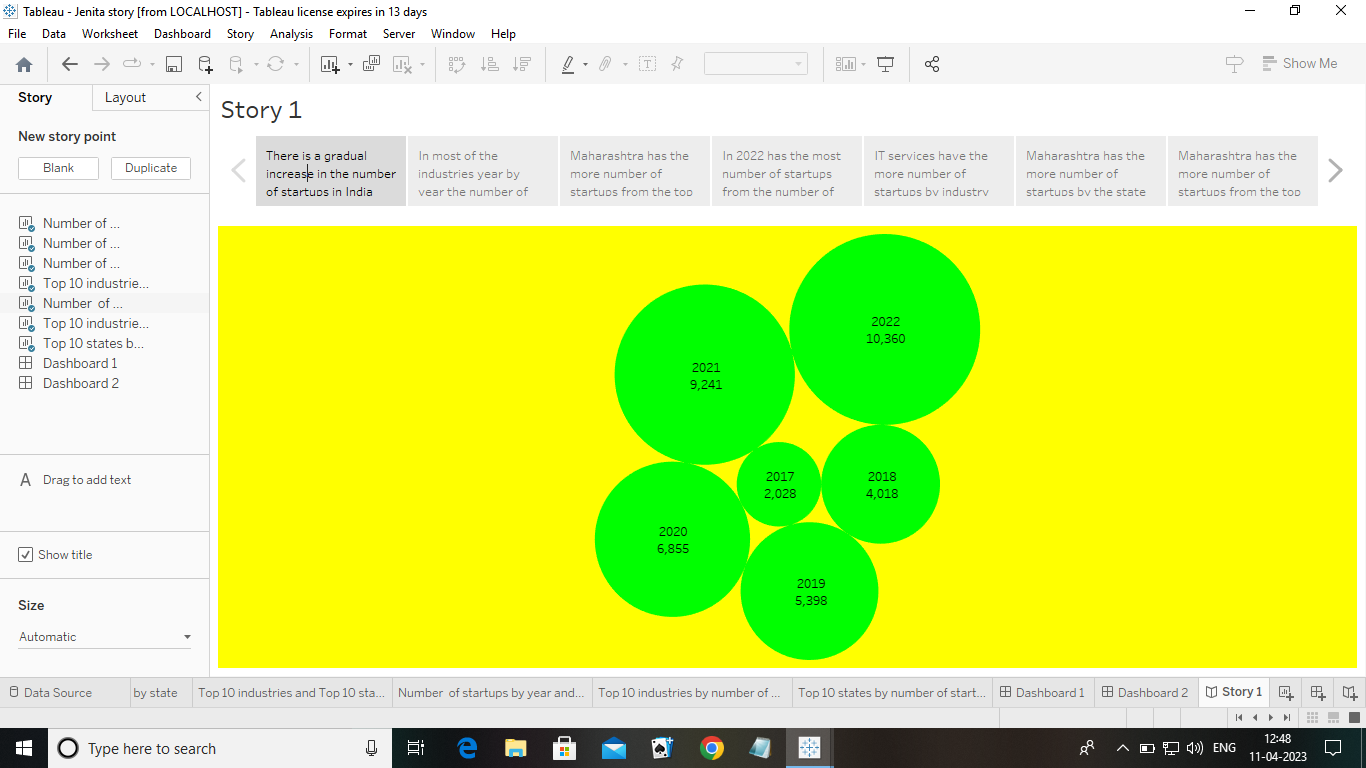 Tableau - Jenita story [from LOCALHOST] - Tableau license expires in 13 days
File Data Worksheet Dashboard Story Analysis Format Server Window Help
Show Me
Story Layout
New story point
Blank Duplicate
Number of ...
Number of ...
Number of ...
Top 10 industrie...
Number of ...
Top 10 industrie...
Top 10 states b...
Dashboard 1
Dashboard 2
A Drag to add text
Show title
Size
Automatic
Story 1
There is a gradual
increase in the number
of startups in India
In most of the
industries year by
year the number of
Maharashtra has the
more number of
startups from the top
In 2022 has the most
number of startups
from the number of
IT services have the
more number of
startups by industry
Maharashtra has the
more number of
startups by the state
Maharashtra has the
more number of
startups from the top
2022
10,360
2021
9,241
2017
2,028
2018
4,018
2020
6,855
2019
5,398
Data Source by state Top 10 industries and Top 10 sta... Number of startups by year and... Top 10 industries by number of ... Top 10 states by number of start... Dashboard 1 Dashboard 2 Story 1
Type here to search
ENG
12:48
11-04-2023